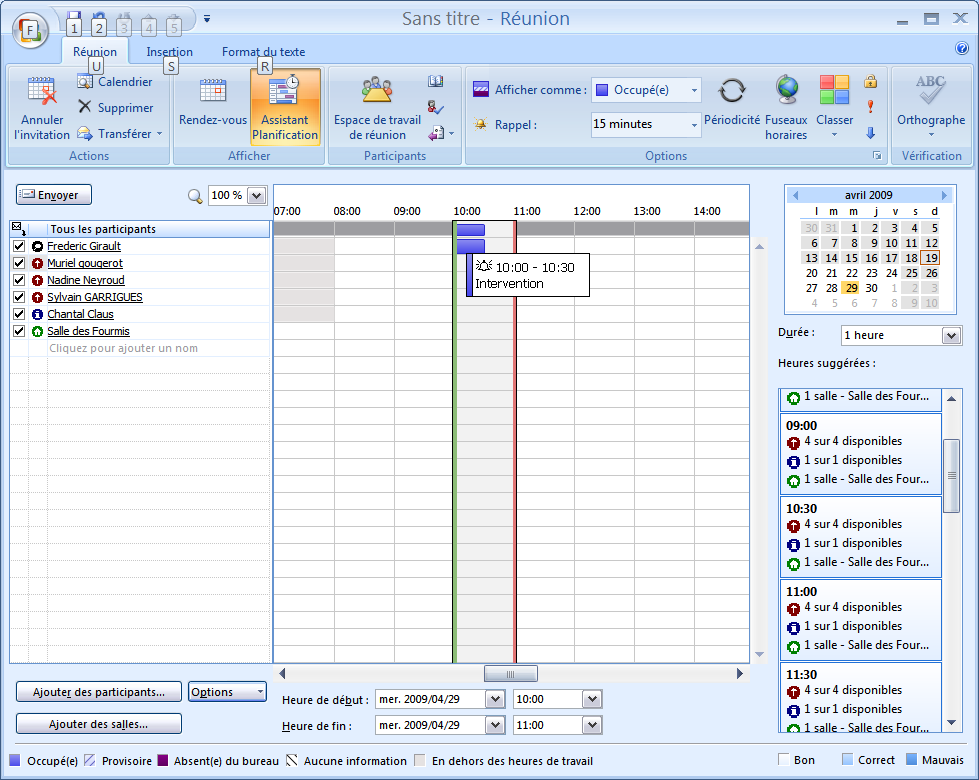 Sans titre - Réunion
F
1 2 3 4 5
Réunion Insertion Format du texte
U S R
Annuler l'invitation
Calendrier
Supprimer
Transférer
Actions
Rendez-vous
Assistant Planification
Afficher
Espace de travail de réunion
Participants
Afficher comme : Occupé(e)
Rappel : 15 minutes
Périodicité
Fuseaux horaires
Classer
Options
ABC
Orthographe
Vérification
Envoyer
100 %
07:00 08:00 09:00 10:00 11:00 12:00 13:00 14:00
Tous les participants
Frederic Girault
Muriel gougerot
Nadine Neyroud
Sylvain GARRIGUES
Chantal Claus
Salle des Fourmis
Cliquez pour ajouter un nom
10:00 - 10:30
Intervention
avril 2009
l m m j v s d
30 31 1 2 3 4 5
6 7 8 9 10 11 12
13 14 15 16 17 18 19
20 21 22 23 24 25 26
27 28 29 30 1 2 3
4 5 6 7 8 9 10
Durée : 1 heure
Heures suggérées :
1 salle - Salle des Four...
09:00
4 sur 4 disponibles
1 sur 1 disponibles
1 salle - Salle des Four...
10:30
4 sur 4 disponibles
1 sur 1 disponibles
1 salle - Salle des Four...
11:00
4 sur 4 disponibles
1 sur 1 disponibles
1 salle - Salle des Four...
11:30
4 sur 4 disponibles
1 sur 1 disponibles
1 salle - Salle des Four...
Ajouter des participants... Options
Ajouter des salles...
Heure de début : mer. 2009/04/29 10:00
Heure de fin : mer. 2009/04/29 11:00
Occupé(e) Provisoire Absent(e) du bureau Aucune information En dehors des heures de travail Bon Correct Mauvais